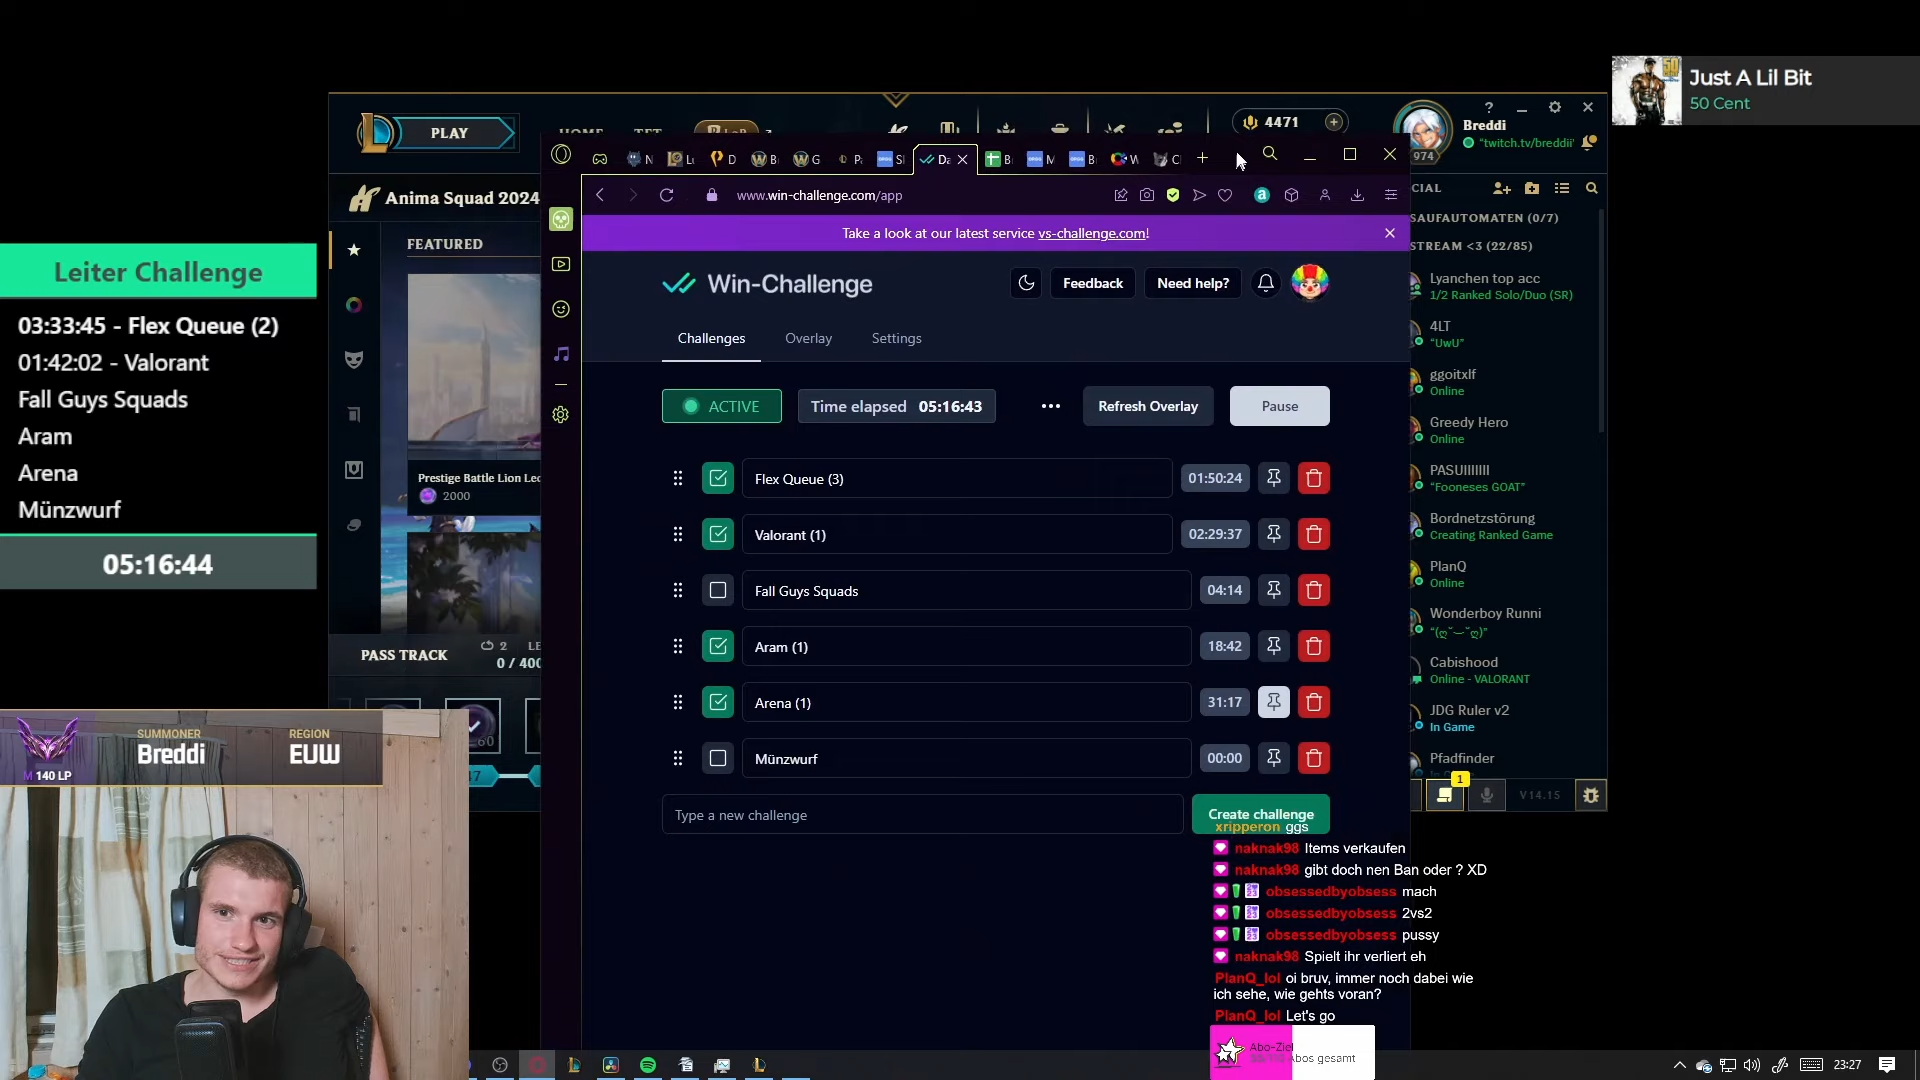 Just A Lil Bit
50 Cent
PLAY
4471
?
Breddi
"twitch.tv/breddii"
974
www.win-challenge.com/app
CIAL
Anima Squad 2024
SAUFAUTOMATEN (0/7)
STREAM <3 (22/85)
FEATURED
Take a look at our latest service vs-challenge.com!
Leiter Challenge
Win-Challenge
Feedback
Need help?
Lyanchen top acc
1/2 Ranked Solo/Duo (SR)
03:33:45 - Flex Queue (2)
01:42:02 - Valorant
Fall Guys Squads
Aram
Arena
Münzwurf
05:16:44
Challenges
Overlay
Settings
4LT
"UwU"
ggoitxlf
Online
ACTIVE
Time elapsed 05:16:43
Refresh Overlay
Pause
Greedy Hero
Online
Prestige Battle Lion Leo
2000
Flex Queue (3)
01:50:24
PASUIIIIIII
"Fooneses GOAT"
Valorant (1)
02:29:37
Bordnetzstörung
Creating Ranked Game
Fall Guys Squads
04:14
PlanQ
Online
Wonderboy Runni
PASS TRACK
2
LE
0 / 400
Aram (1)
18:42
Cabishood
Online - VALORANT
Arena (1)
31:17
JDG Ruler v2
In Game
Münzwurf
00:00
Pfadfinder
SUMMONER
Breddi
REGION
EUW
M 140 LP
1
V14.15
Type a new challenge
Create challenge
xripperon ggs
naknak98 Items verkaufen
naknak98 gibt doch nen Ban oder ? XD
obsessedbyobsess mach
obsessedbyobsess 2vs2
obsessedbyobsess pussy
naknak98 Spielt ihr verliert eh
PlanQ_lol oi bruv, immer noch dabei wie
ich sehe, wie gehts voran?
PlanQ_lol Let's go
Abo-Ziel
Abos gesamt
23:27